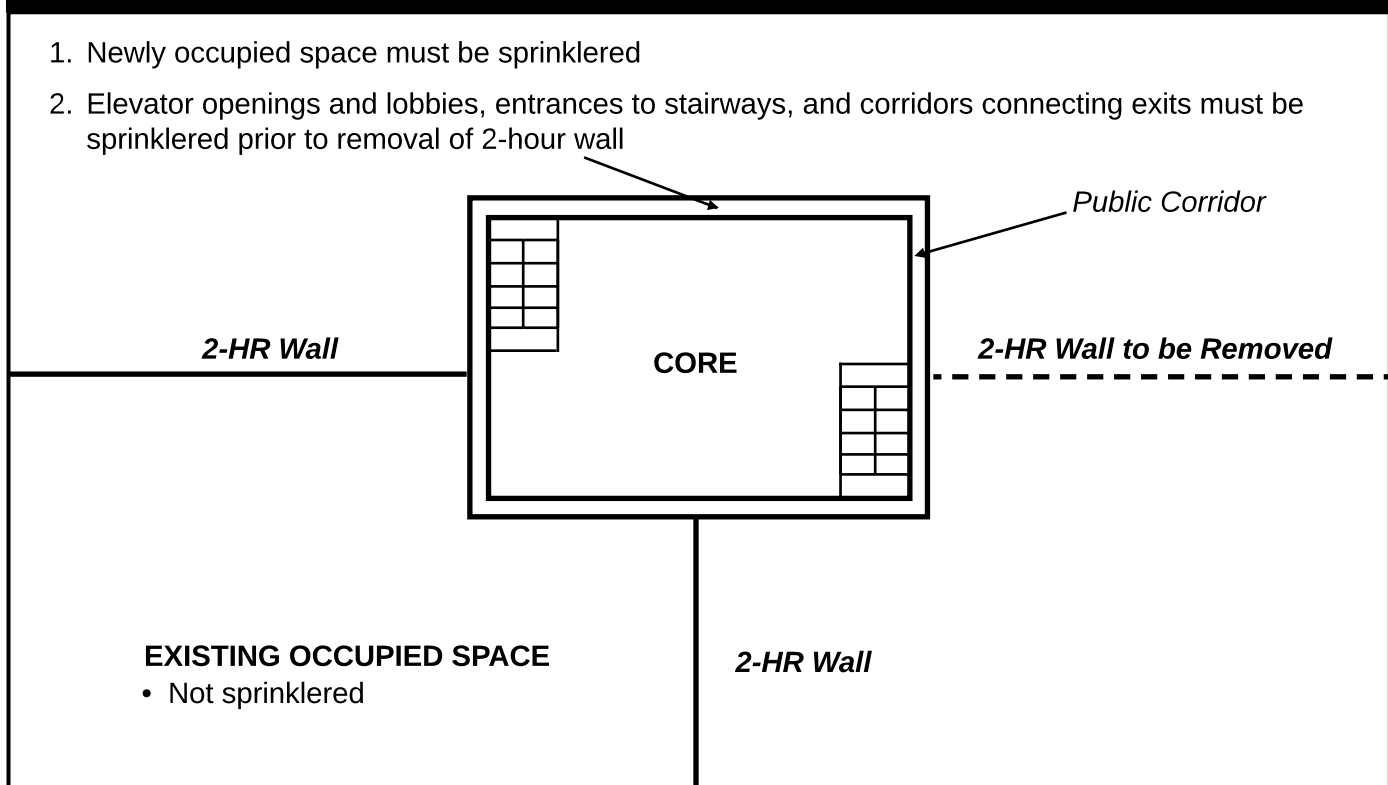 1. Newly occupied space must be sprinklered
2. Elevator openings and lobbies, entrances to stairways, and corridors connecting exits must be
sprinklered prior to removal of 2-hour wall
Public Corridor
2-HR Wall
CORE
2-HR Wall to be Removed
EXISTING OCCUPIED SPACE
• Not sprinklered
2-HR Wall